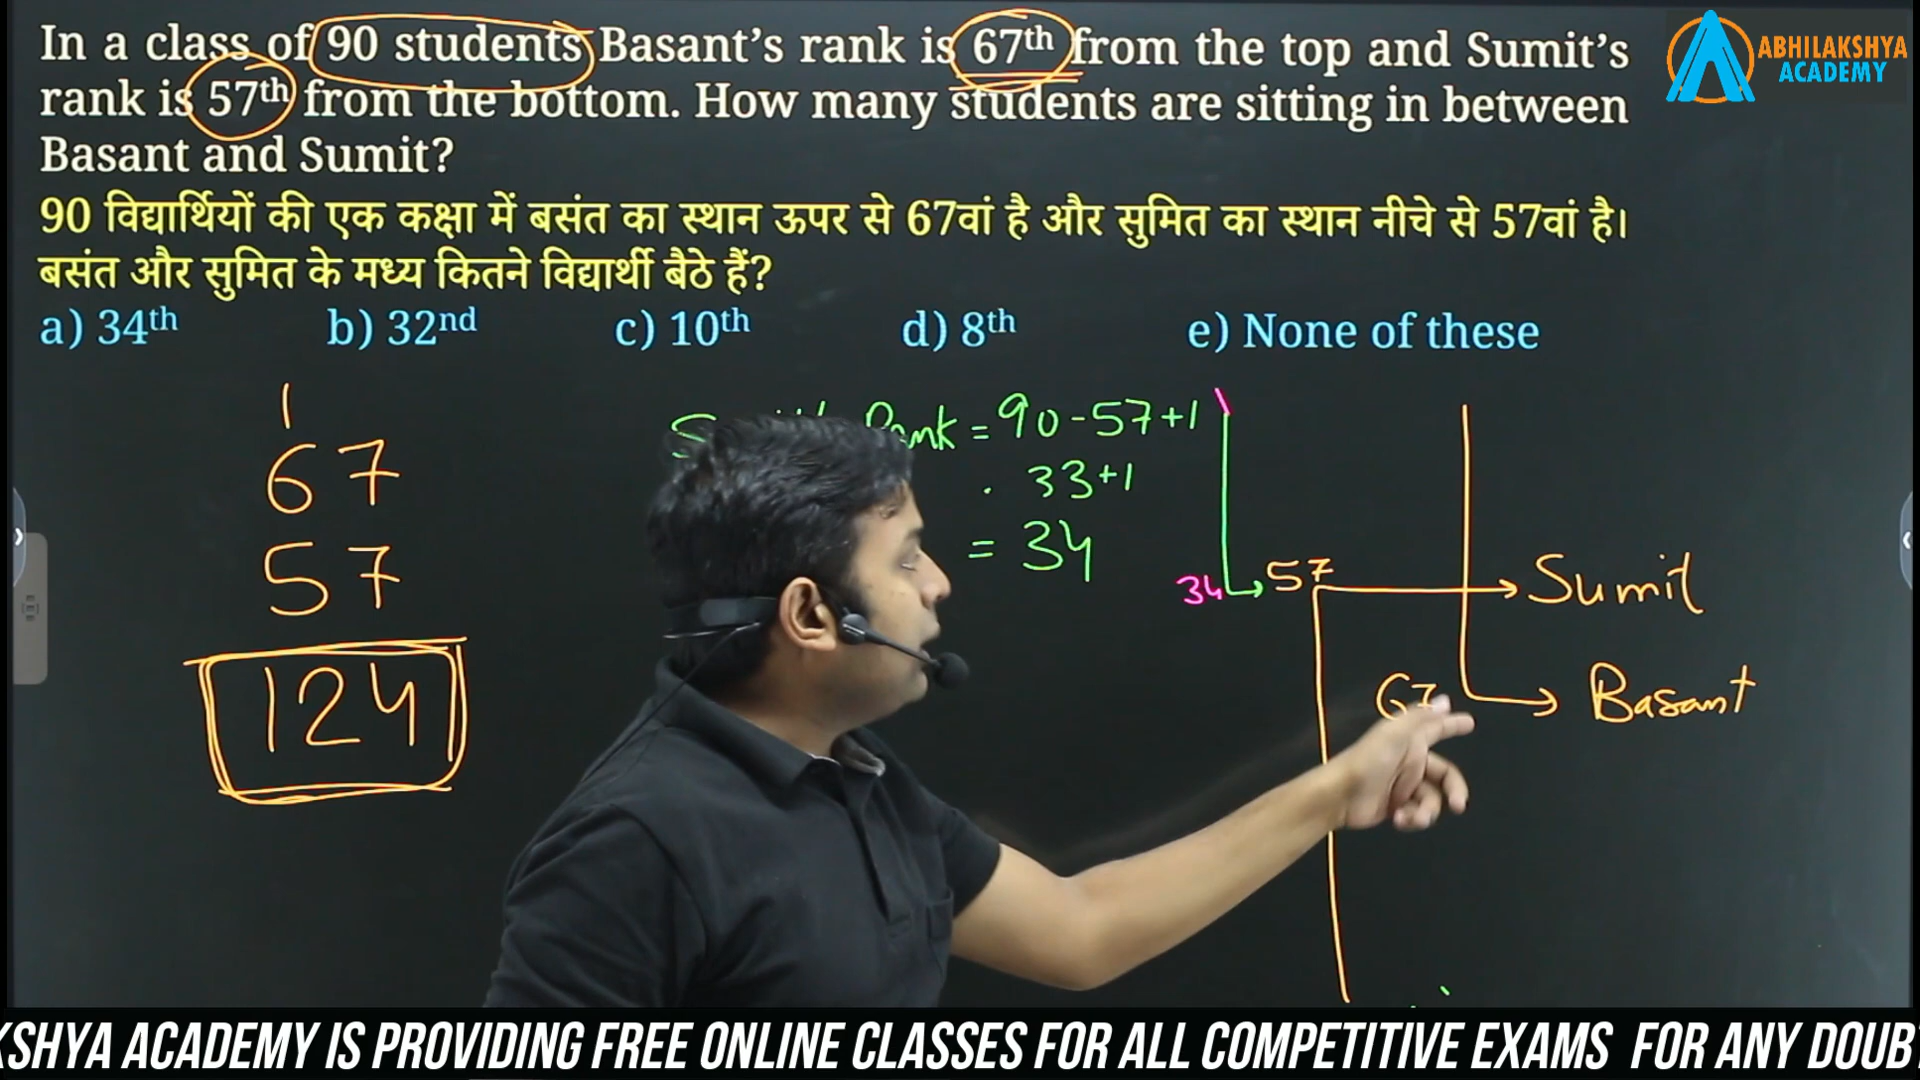 In a class of 90 students Basant’s rank is 67th from the top and Sumit’s
rank is 57th from the bottom. How many students are sitting in between
Basant and Sumit?
90 विद्यार्थियों की एक कक्षा में बसंत का स्थान ऊपर से 67वां है और सुमित का स्थान नीचे से 57वां है।
बसंत और सुमित के मध्य कितने विद्यार्थी बैठे हैं?
a) 34th b) 32nd c) 10th d) 8th e) None of these
ABHILAKSHYA
ACADEMY
1
67
57
124
Rank = 90-57+1
33+1
= 34
34 57 Sumit
67 Basant
KSHYA ACADEMY IS PROVIDING FREE ONLINE CLASSES FOR ALL COMPETITIVE EXAMS FOR ANY DOUB